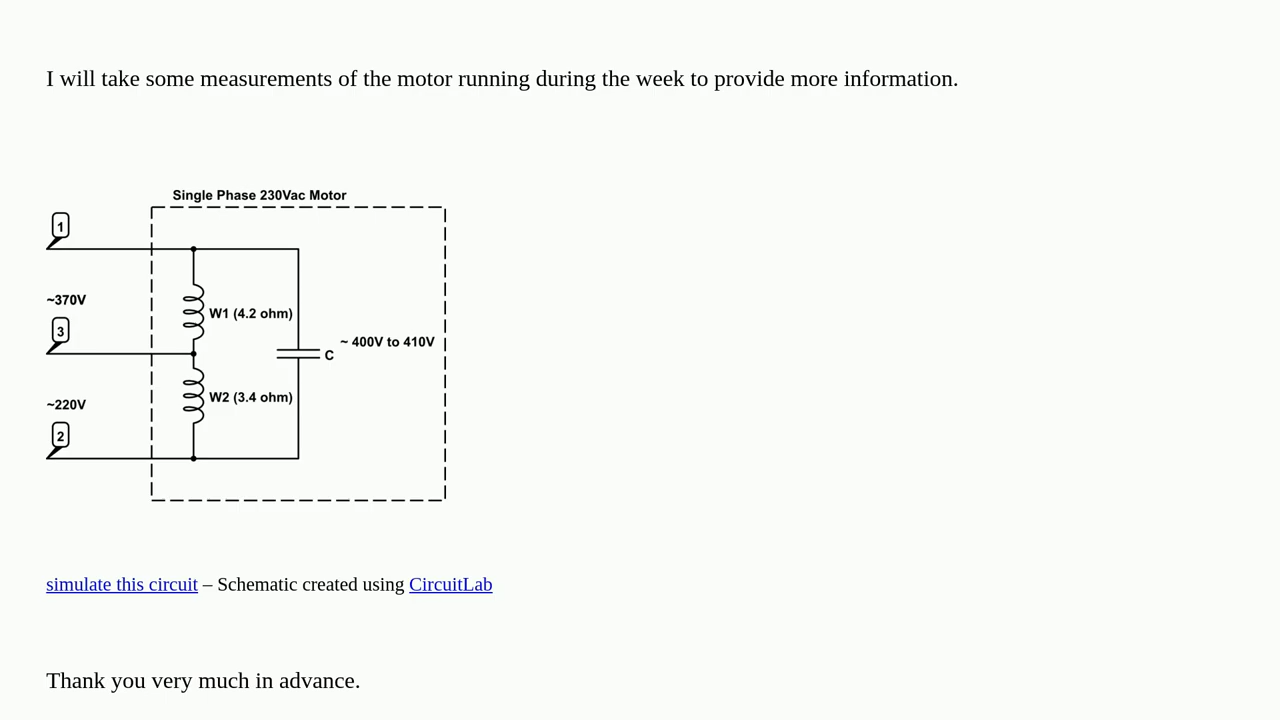 I will take some measurements of the motor running during the week to provide more information.
Single Phase 230Vac Motor
1
~370V
W1 (4.2 ohm)
3
~ 400V to 410V
C
W2 (3.4 ohm)
~220V
2
simulate this circuit – Schematic created using CircuitLab
Thank you very much in advance.